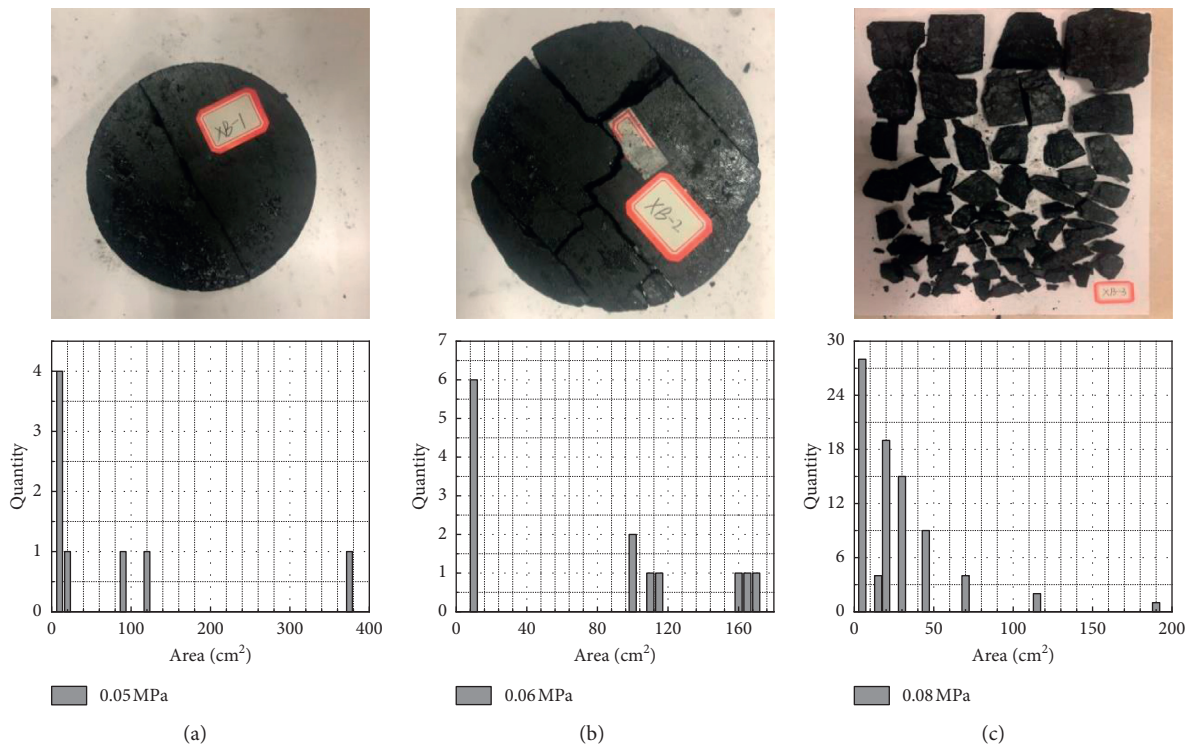 XB-1
XB-2
XB-3
4
3
2
1
0
Quantity
0 100 200 300 400
Area (cm²)
0.05 MPa
(a)
7
6
5
4
3
2
1
0
Quantity
0 40 80 120 160
Area (cm²)
0.06 MPa
(b)
30
24
18
12
6
0
Quantity
0 50 100 150 200
Area (cm²)
0.08 MPa
(c)